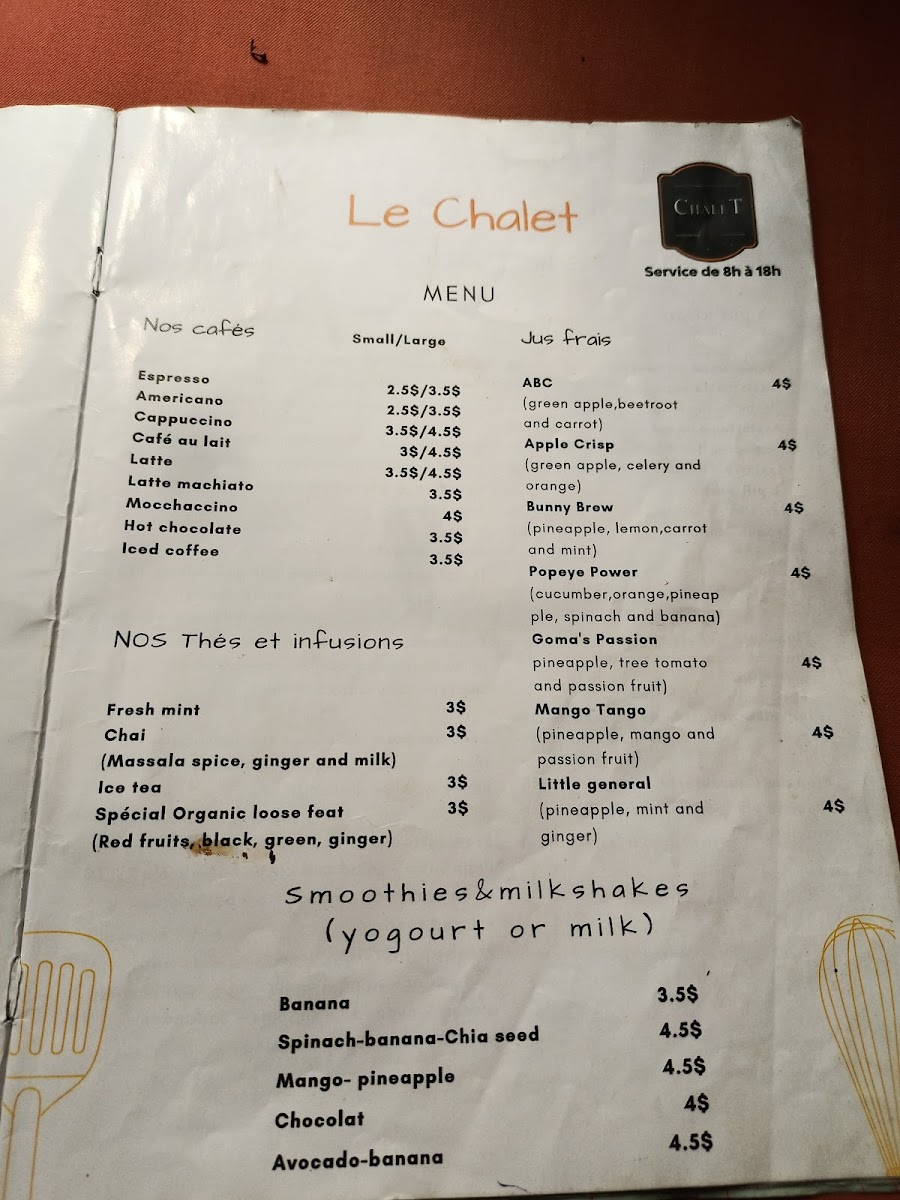 Le Chalet
CHALET
Service de 8h à 18h
MENU
Nos cafés
Small/Large
Espresso 2.5$/3.5$
Americano 2.5$/3.5$
Cappuccino 3.5$/4.5$
Café au lait 3$/4.5$
Latte 3.5$/4.5$
Latte machiato 3.5$
Mocchaccino 4$
Hot chocolate 3.5$
Iced coffee 3.5$
NOS Thés et infusions
Fresh mint 3$
Chai 3$
(Massala spice, ginger and milk)
Ice tea 3$
Spécial Organic loose feat 3$
(Red fruits, black, green, ginger)
Jus frais
ABC 4$
(green apple,beetroot
and carrot)
Apple Crisp 4$
(green apple, celery and
orange)
Bunny Brew 4$
(pineapple, lemon,carrot
and mint)
Popeye Power 4$
(cucumber,orange,pineap
ple, spinach and banana)
Goma's Passion
pineapple, tree tomato 4$
and passion fruit)
Mango Tango
(pineapple, mango and 4$
passion fruit)
Little general
(pineapple, mint and 4$
ginger)
Smoothies&milkshakes
(yogourt or milk)
Banana 3.5$
Spinach-banana-Chia seed 4.5$
Mango- pineapple 4.5$
Chocolat 4$
Avocado-banana 4.5$